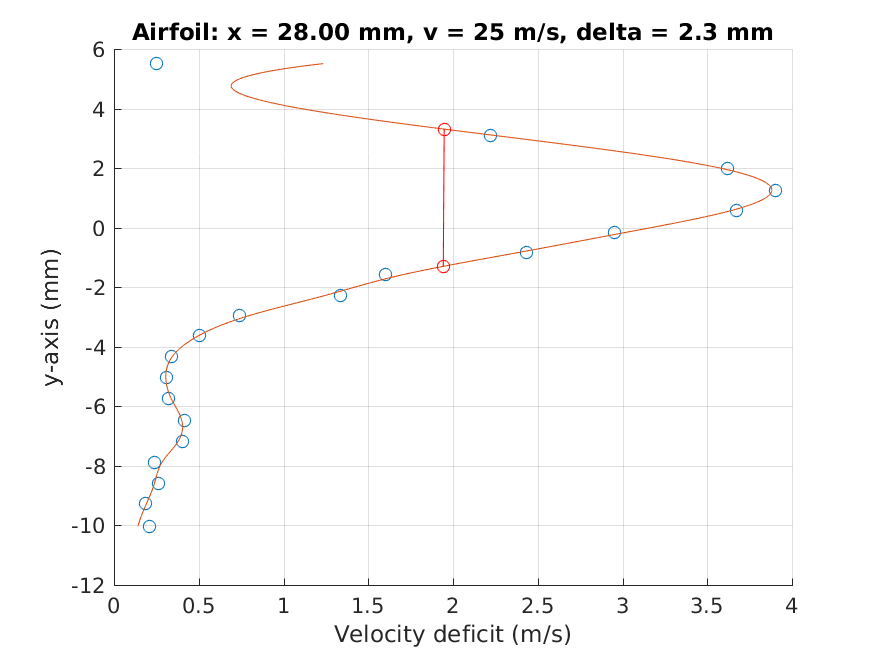 Airfoil: x = 28.00 mm, v = 25 m/s, delta = 2.3 mm
6
4
2
0
-2
-4
-6
-8
-10
-12
y-axis (mm)
0 0.5 1 1.5 2 2.5 3 3.5 4
Velocity deficit (m/s)